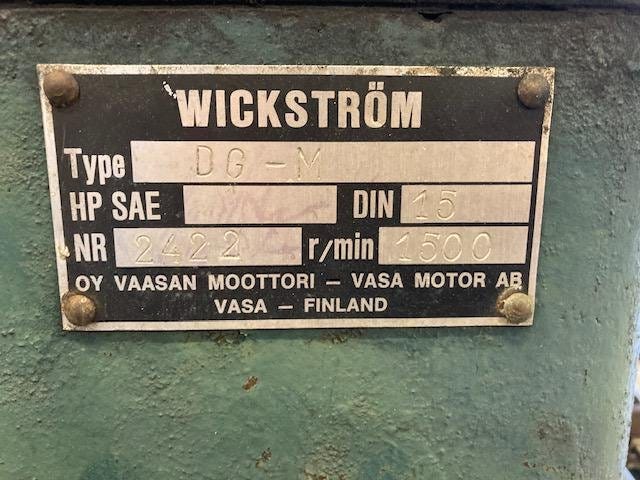 WICKSTRÖM
Type DG-M
HP SAE DIN 15
NR 2422 r/min 1500
OY VAASAN MOOTTORI – VASA MOTOR AB
VASA – FINLAND